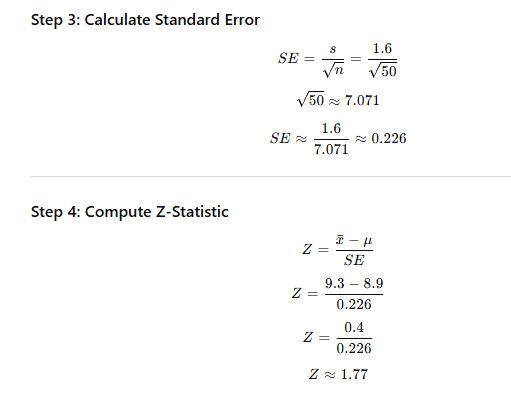 Step 3: Calculate Standard Error
SE = s/√n = 1.6/√50
√50 ≈ 7.071
SE ≈ 1.6/7.071 ≈ 0.226
Step 4: Compute Z-Statistic
Z = (x̄ − μ)/SE
Z = (9.3 − 8.9)/0.226
Z = 0.4/0.226
Z ≈ 1.77